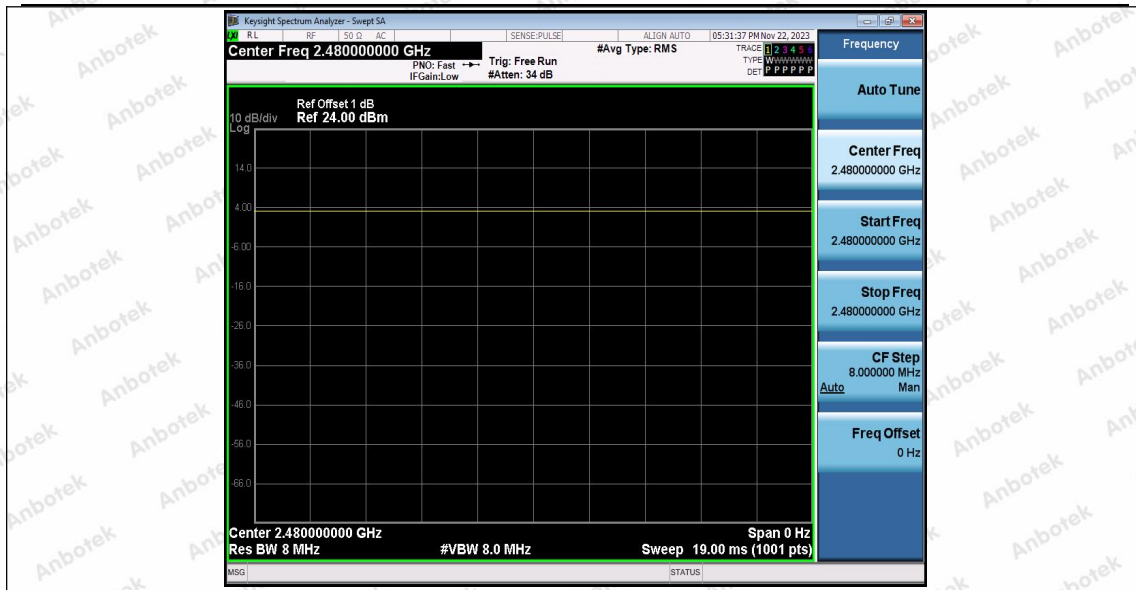 Keysight Spectrum Analyzer - Swept SA
LXI RL RF 50 Ω AC SENSE:PULSE ALIGN AUTO 05:31:37 PM Nov 22, 2023
Center Freq 2.480000000 GHz
PNO: Fast
IFGain:Low
Trig: Free Run
#Atten: 34 dB
#Avg Type: RMS
TRACE 1 2 3 4 5 6
TYPE WWWWWW
DET P P P P P P
Ref Offset 1 dB
10 dB/div Ref 24.00 dBm
Log
14.0
4.00
-6.00
-16.0
-26.0
-36.0
-46.0
-56.0
-66.0
Center 2.480000000 GHz Span 0 Hz
Res BW 8 MHz #VBW 8.0 MHz Sweep 19.00 ms (1001 pts)
MSG STATUS
Frequency
Auto Tune
Center Freq
2.480000000 GHz
Start Freq
2.480000000 GHz
Stop Freq
2.480000000 GHz
CF Step
8.000000 MHz
Auto Man
Freq Offset
0 Hz
Anbotek